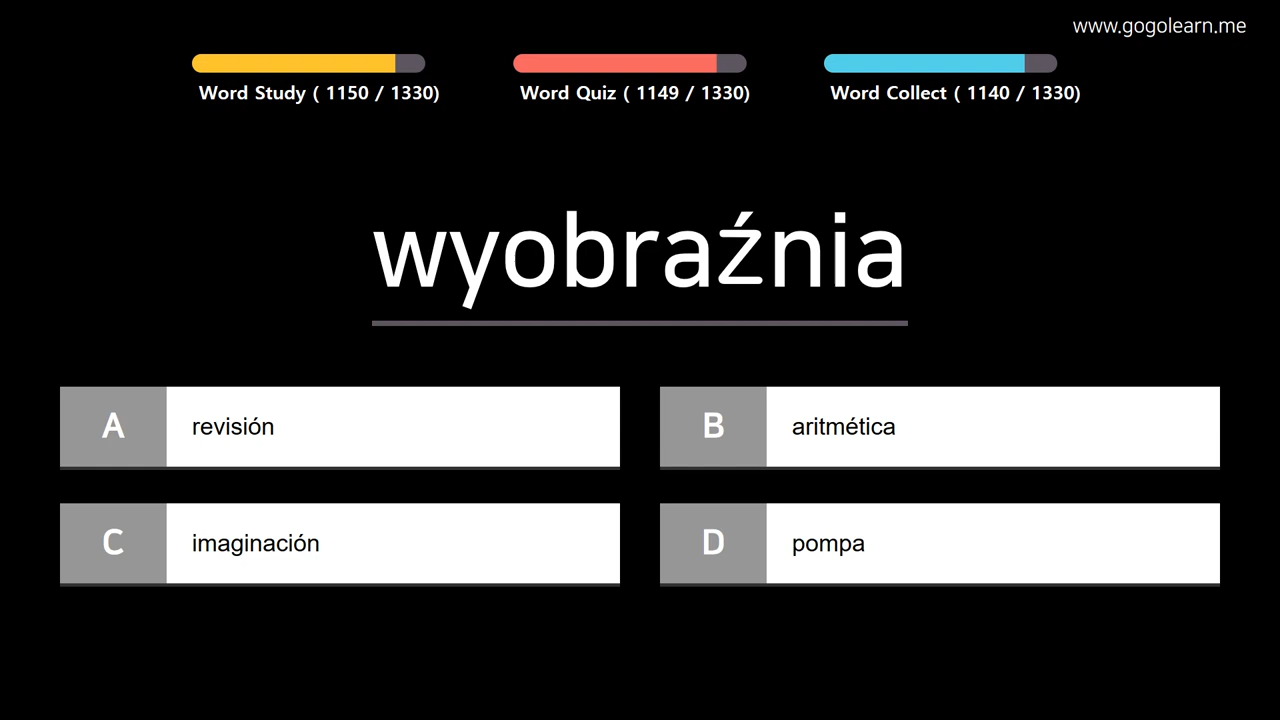 www.gogolearn.me
Word Study ( 1150 / 1330)
Word Quiz ( 1149 / 1330)
Word Collect ( 1140 / 1330)
wyobraźnia
A
revisión
B
aritmética
C
imaginación
D
pompa